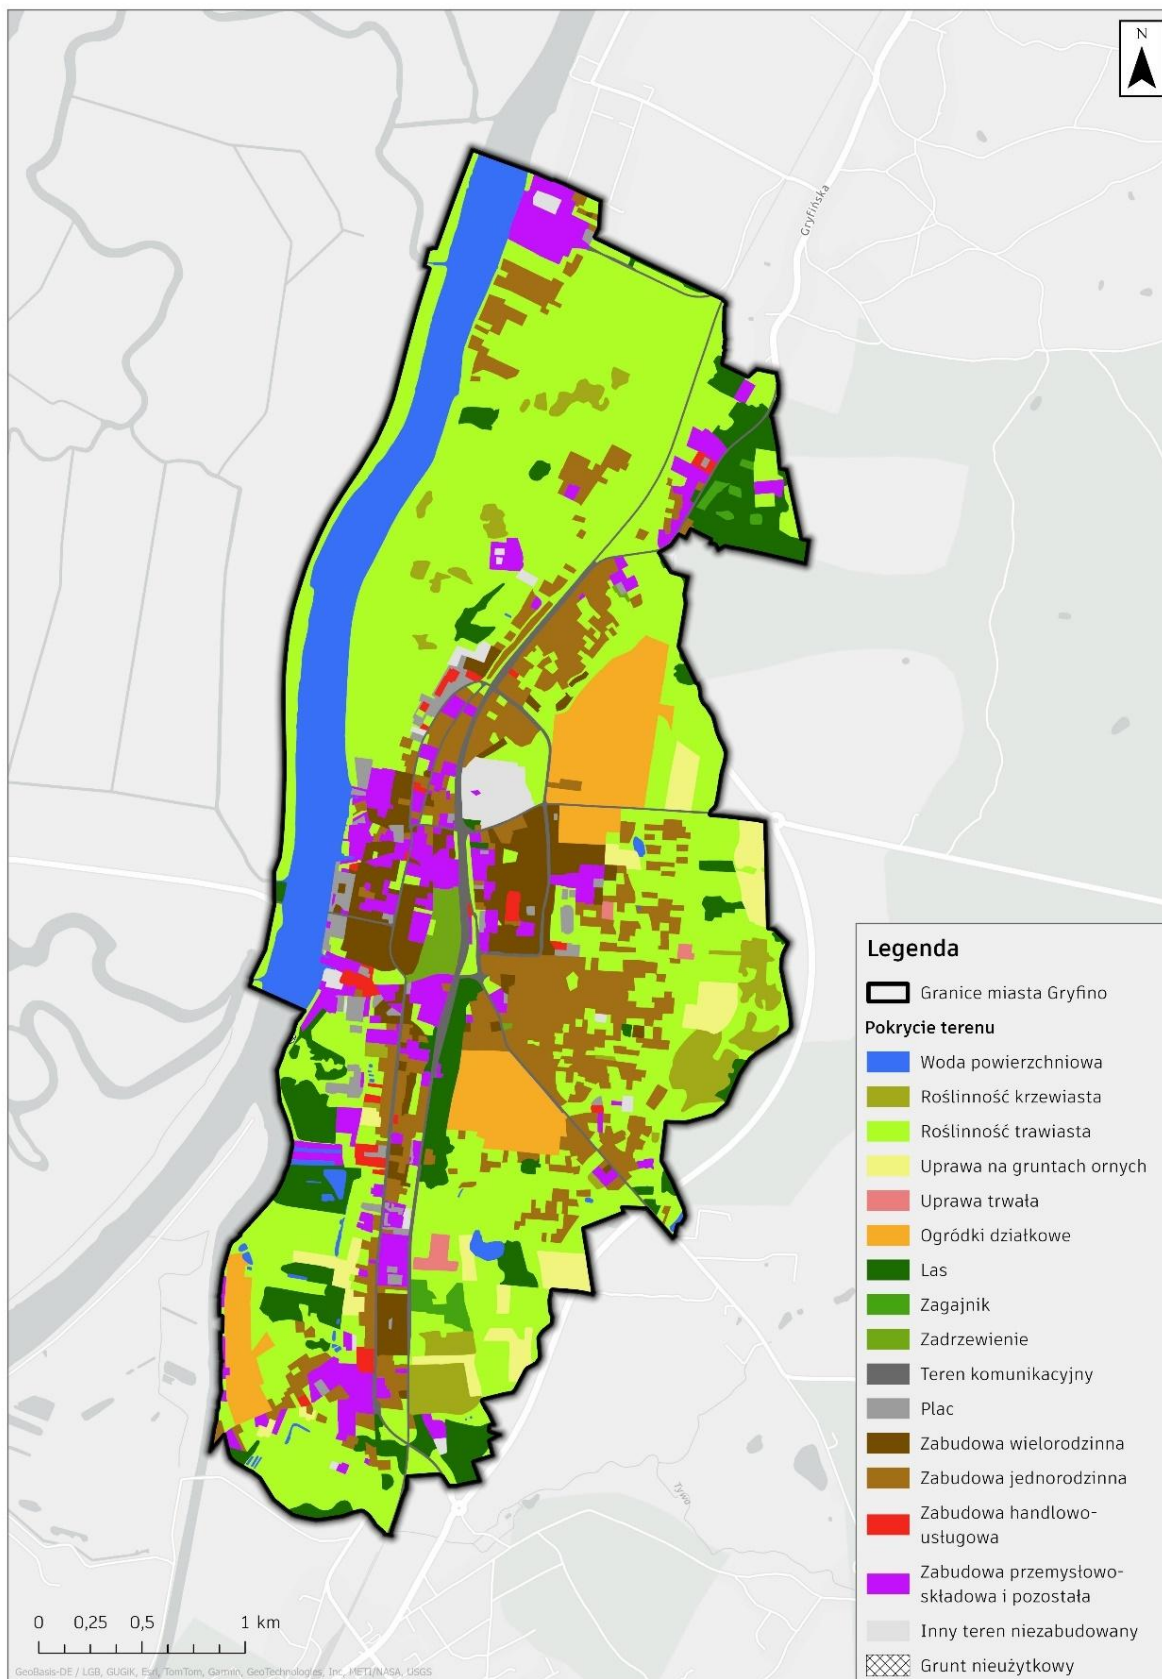 N
Gryfińska
Legenda
Granice miasta Gryfino
Pokrycie terenu
Woda powierzchniowa
Roślinność krzewiasta
Roślinność trawiasta
Uprawa na gruntach ornych
Uprawa trwała
Ogródki działkowe
Las
Zagajnik
Zadrzewienie
Teren komunikacyjny
Plac
Zabudowa wielorodzinna
Zabudowa jednorodzinna
Zabudowa handlowo-
usługowa
Zabudowa przemysłowo-
składowa i pozostała
Inny teren niezabudowany
Grunt nieużytkowy
Tywa
0 0,25 0,5 1 km
GeoBasis-DE / LGB, GUGIK, Esri, TomTom, Garmin, GeoTechnologies, Inc, METI/NASA, USGS